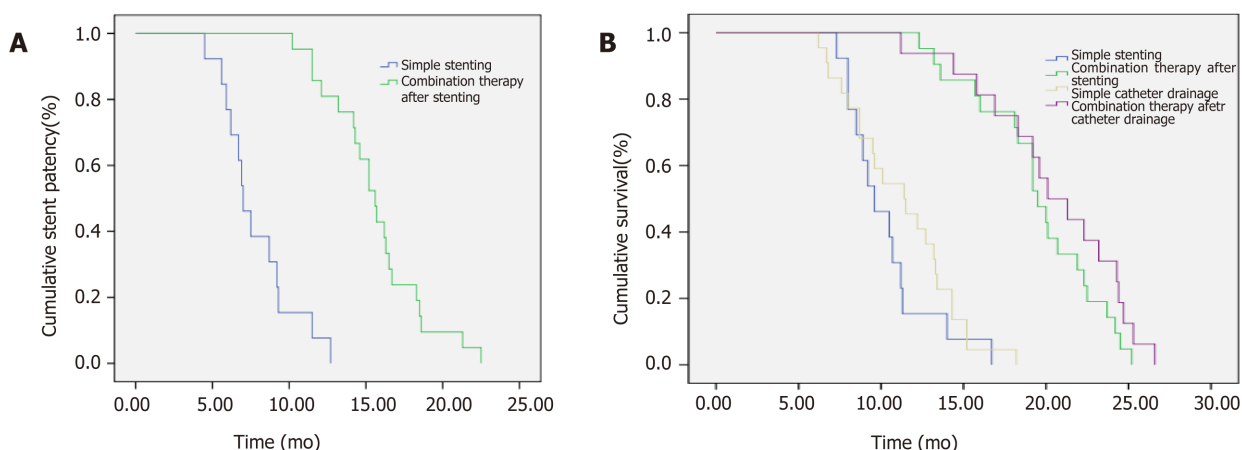 A
Cumulative stent patency(%)
1.0
0.8
0.6
0.4
0.2
0.0
Simple stenting
Combination therapy
after stenting
0.00 5.00 10.00 15.00 20.00 25.00
Time (mo)
B
Cumulative survival(%)
1.0
0.8
0.6
0.4
0.2
0.0
Simple stenting
Combination therapy after
stenting
Simple catheter drainage
Combination therapy afetr
catheter drainage
0.00 5.00 10.00 15.00 20.00 25.00 30.00
Time (mo)